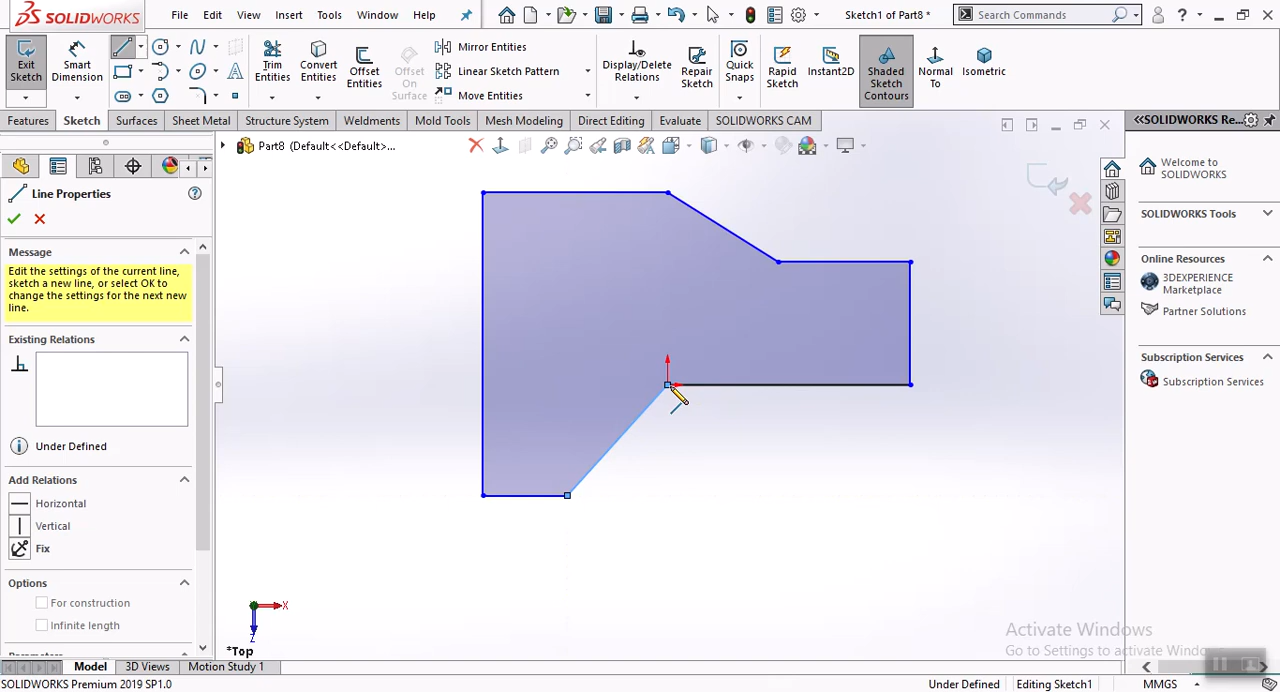 SOLIDWORKS
File Edit View Insert Tools Window Help
Sketch1 of Part8 *
Search Commands
?
Exit Sketch
Smart Dimension
Trim Entities
Convert Entities
Offset Entities
Offset On Surface
Mirror Entities
Linear Sketch Pattern
Move Entities
Display/Delete Relations
Repair Sketch
Quick Snaps
Rapid Sketch
Instant2D
Shaded Sketch Contours
Normal To
Isometric
Features Sketch Surfaces Sheet Metal Structure System Weldments Mold Tools Mesh Modeling Direct Editing Evaluate SOLIDWORKS CAM
Part8 (Default<<Default>...
<<SOLIDWORKS Re...
Line Properties
Message
Edit the settings of the current line,
sketch a new line, or select OK to
change the settings for the next new
line.
Existing Relations
Under Defined
Add Relations
Horizontal
Vertical
Fix
Options
For construction
Infinite length
X
Z
*Top
Welcome to
SOLIDWORKS
SOLIDWORKS Tools
Online Resources
3DEXPERIENCE
Marketplace
Partner Solutions
Subscription Services
Subscription Services
Activate Windows
Go to Settings to activate Windo
Model 3D Views Motion Study 1
SOLIDWORKS Premium 2019 SP1.0
Under Defined Editing Sketch1 MMGS